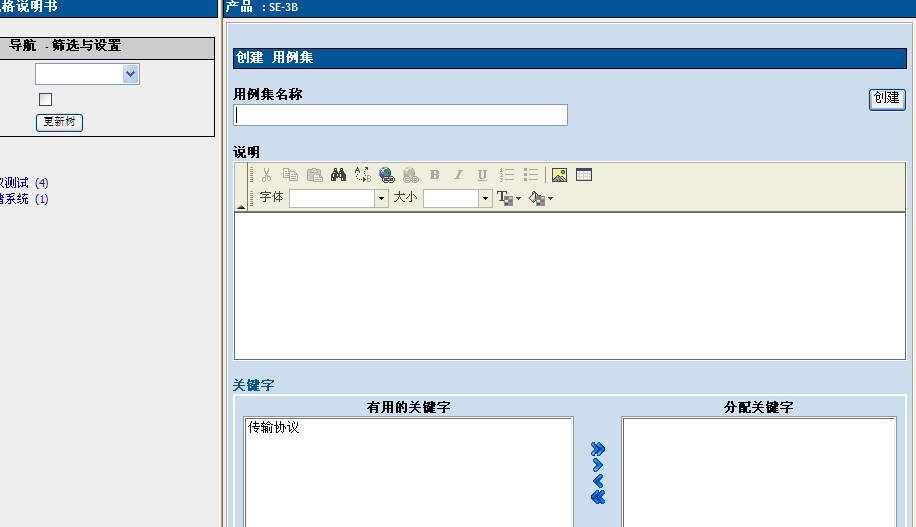 格说明书
产品 : SE-3B
导航 - 筛选与设置
更新树
测试 (4)
系统 (1)
创建 用例集
用例集名称
创建
说明
B I U
字体
大小
关键字
有用的关键字
分配关键字
传输协议